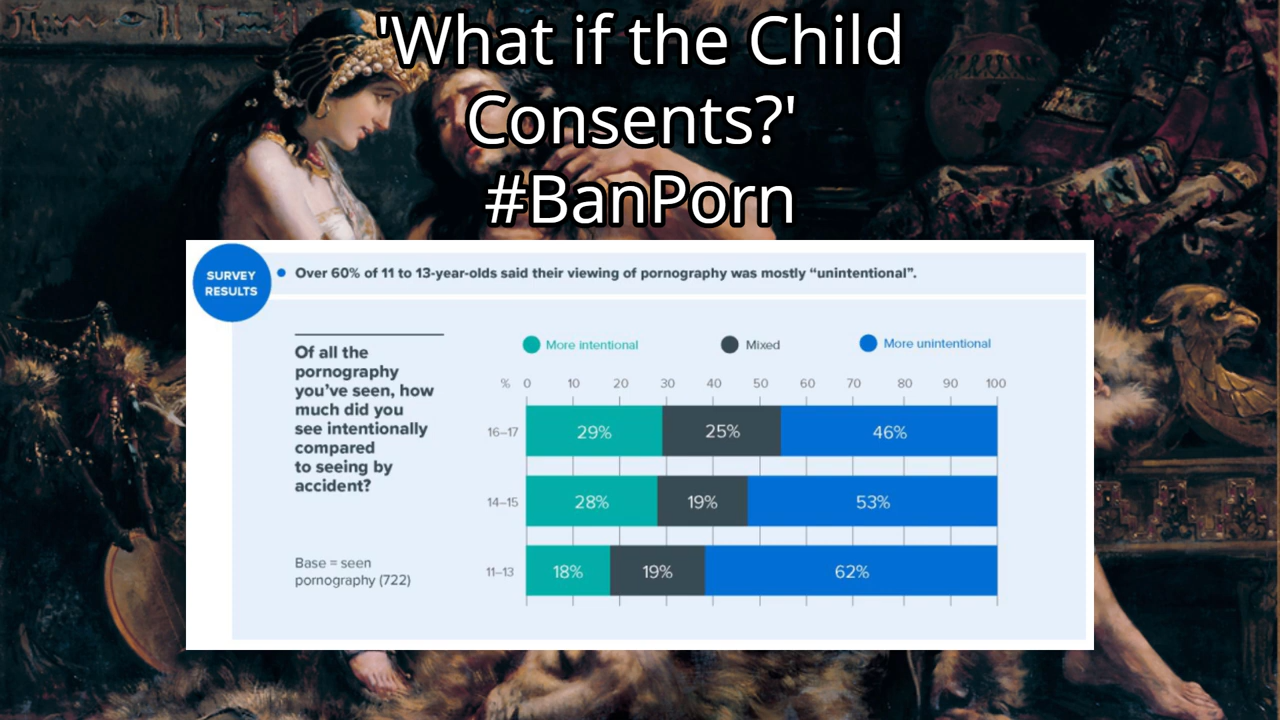 'What if the Child
Consents?'
#BanPorn
SURVEY
RESULTS
Over 60% of 11 to 13-year-olds said their viewing of pornography was mostly “unintentional”.
Of all the
pornography
you’ve seen, how
much did you
see intentionally
compared
to seeing by
accident?
Base = seen
pornography (722)
More intentional
Mixed
More unintentional
% 0 10 20 30 40 50 60 70 80 90 100
16–17 29% 25% 46%
14–15 28% 19% 53%
11–13 18% 19% 62%